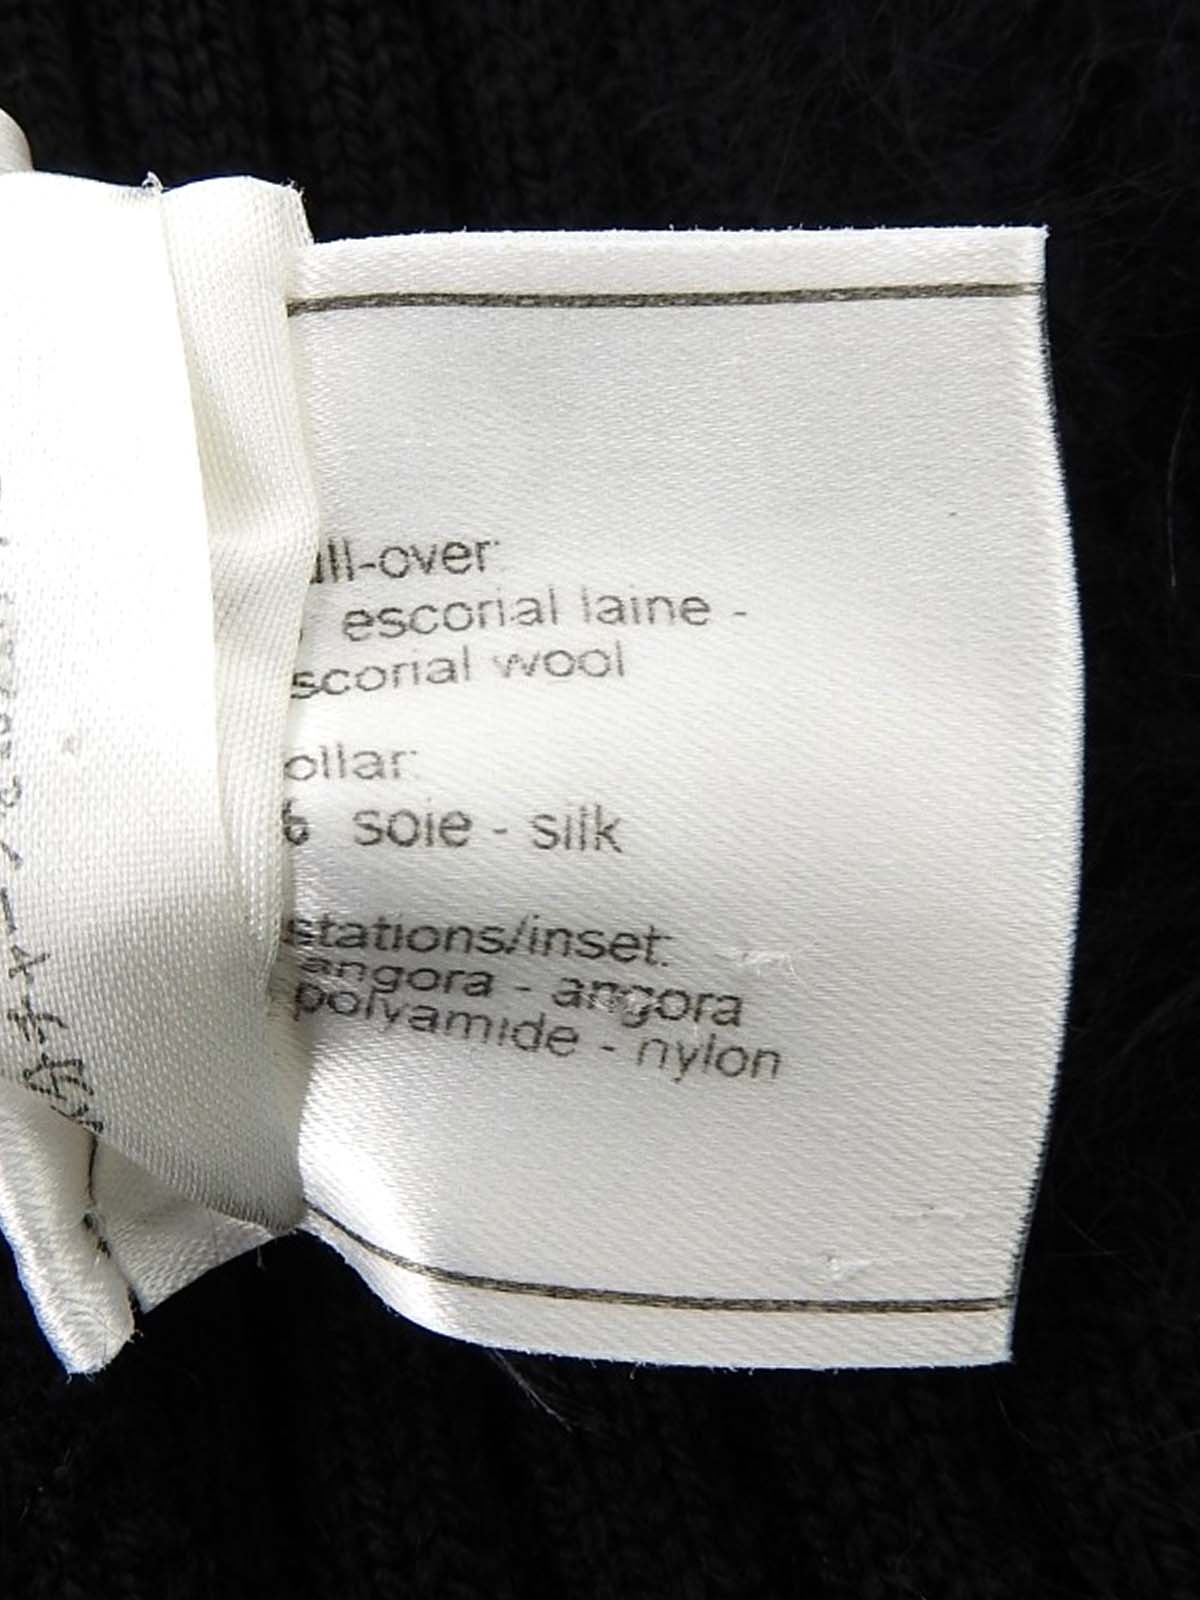 ull-over:
escorial laine -
scorial wool
ollar:
% soie - silk
stations/inset:
angora - angora
polyamide - nylon